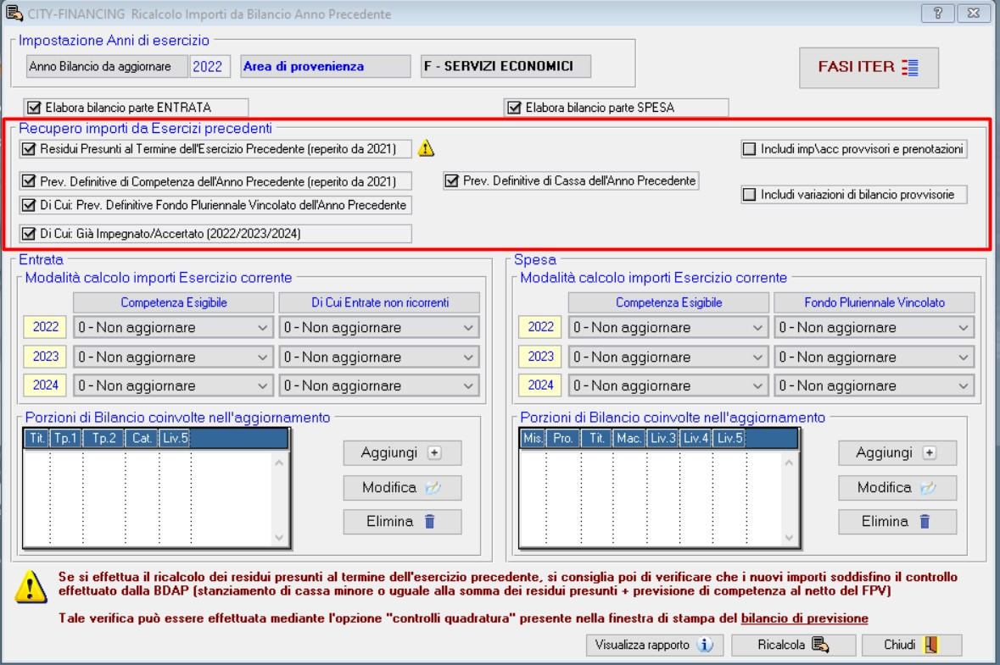 CITY-FINANCING Ricalcolo Importi da Bilancio Anno Precedente
Impostazione Anni di esercizio
Anno Bilancio da aggiornare 2022 Area di provenienza F - SERVIZI ECONOMICI
FASI ITER
Elabora bilancio parte ENTRATA
Elabora bilancio parte SPESA
Recupero importi da Esercizi precedenti
Residui Presunti al Termine dell'Esercizio Precedente (reperito da 2021)
Includi imp\acc provvisori e prenotazioni
Prev. Definitive di Competenza dell'Anno Precedente (reperito da 2021)
Prev. Definitive di Cassa dell'Anno Precedente
Includi variazioni di bilancio provvisorie
Di Cui: Prev. Definitive Fondo Pluriennale Vincolato dell'Anno Precedente
Di Cui: Già Impegnato/Accertato (2022/2023/2024)
Entrata
Modalità calcolo importi Esercizio corrente
Competenza Esigibile Di Cui Entrate non ricorrenti
2022 0 - Non aggiornare 0 - Non aggiornare
2023 0 - Non aggiornare 0 - Non aggiornare
2024 0 - Non aggiornare 0 - Non aggiornare
Porzioni di Bilancio coinvolte nell'aggiornamento
Tit. Tp.1 Tp.2 Cat. Liv.5
Aggiungi
Modifica
Elimina
Spesa
Modalità calcolo importi Esercizio corrente
Competenza Esigibile Fondo Pluriennale Vincolato
2022 0 - Non aggiornare 0 - Non aggiornare
2023 0 - Non aggiornare 0 - Non aggiornare
2024 0 - Non aggiornare 0 - Non aggiornare
Porzioni di Bilancio coinvolte nell'aggiornamento
Mis. Pro. Tit. Mac. Liv.3 Liv.4 Liv.5
Aggiungi
Modifica
Elimina
Se si effettua il ricalcolo dei residui presunti al termine dell'esercizio precedente, si consiglia poi di verificare che i nuovi importi soddisfino il controllo
effettuato dalla BDAP (stanziamento di cassa minore o uguale alla somma dei residui presunti + previsione di competenza al netto del FPV)
Tale verifica può essere effettuata mediante l'opzione "controlli quadratura" presente nella finestra di stampa del bilancio di previsione
Visualizza rapporto Ricalcola Chiudi